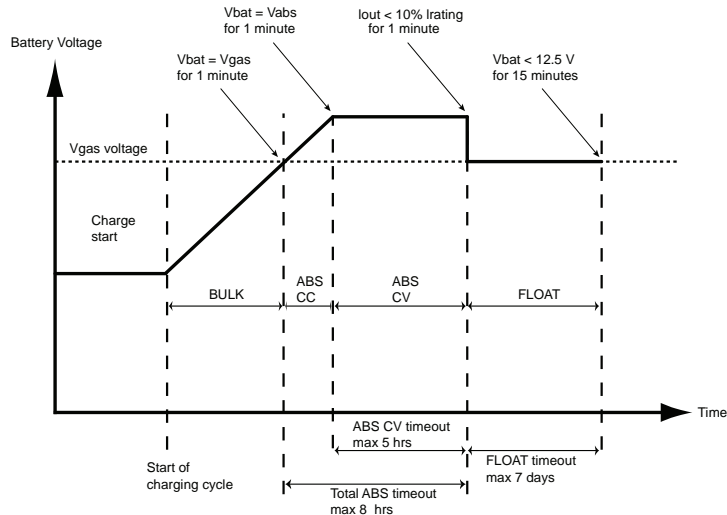 Vbat = Vabs
for 1 minute
Iout < 10% Irating
for 1 minute
Battery Voltage
Vbat = Vgas
for 1 minute
Vbat < 12.5 V
for 15 minutes
Vgas voltage
Charge
start
BULK
ABS
CC
ABS
CV
FLOAT
Time
ABS CV timeout
max 5 hrs
Start of
charging cycle
FLOAT timeout
max 7 days
Total ABS timeout
max 8 hrs